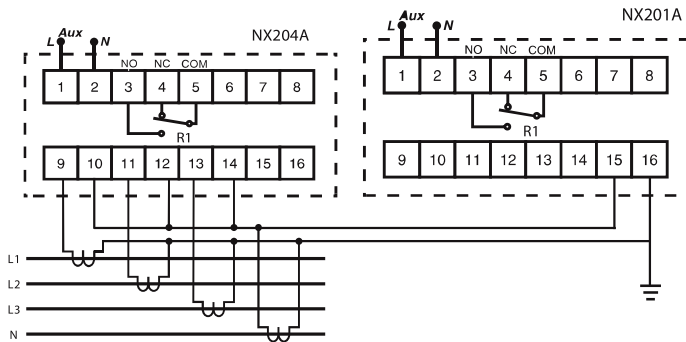 L Aux N NX204A
NO NC COM
1 2 3 4 5 6 7 8
R1
9 10 11 12 13 14 15 16
L Aux N NX201A
NO NC COM
1 2 3 4 5 6 7 8
R1
9 10 11 12 13 14 15 16
L1
L2
L3
N